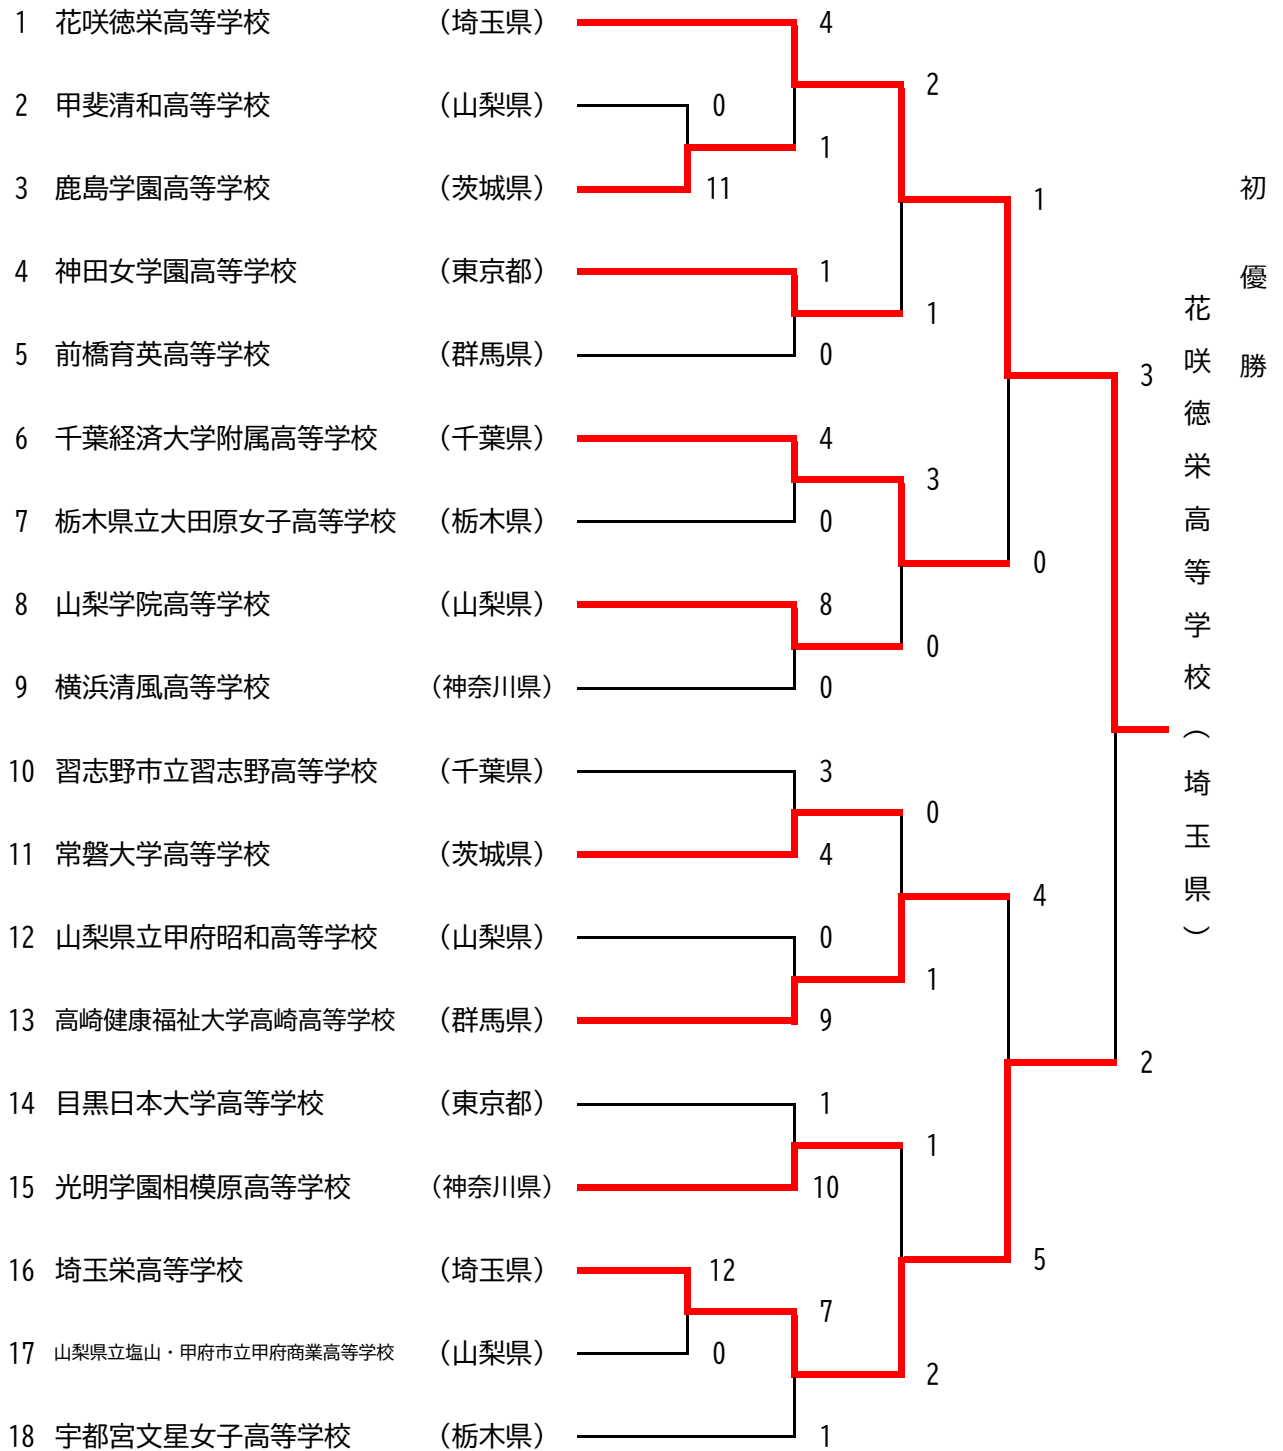 1 花咲徳栄高等学校 （埼玉県） 4
2
2 甲斐清和高等学校 （山梨県） 0
1
3 鹿島学園高等学校 （茨城県） 11
1
4 神田女学園高等学校 （東京都） 1
1
5 前橋育英高等学校 （群馬県） 0
3
6 千葉経済大学附属高等学校 （千葉県） 4
3
7 栃木県立大田原女子高等学校 （栃木県） 0
0
8 山梨学院高等学校 （山梨県） 8
0
9 横浜清風高等学校 （神奈川県） 0
10 習志野市立習志野高等学校 （千葉県） 3
0
11 常磐大学高等学校 （茨城県） 4
4
12 山梨県立甲府昭和高等学校 （山梨県） 0
1
13 高崎健康福祉大学高崎高等学校 （群馬県） 9
2
14 目黒日本大学高等学校 （東京都） 1
1
15 光明学園相模原高等学校 （神奈川県） 10
5
16 埼玉栄高等学校 （埼玉県） 12
7
17 山梨県立塩山・甲府市立甲府商業高等学校 （山梨県） 0
2
18 宇都宮文星女子高等学校 （栃木県） 1
初優勝
花咲徳栄高等学校（埼玉県）